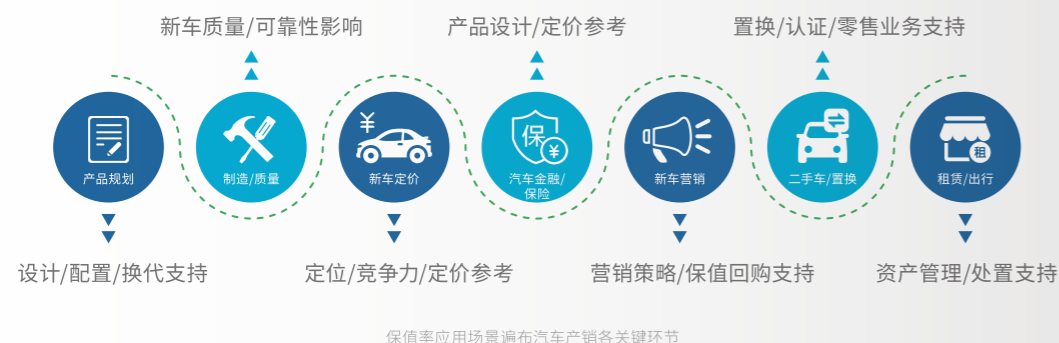 新车质量/可靠性影响
产品设计/定价参考
置换/认证/零售业务支持
¥
保
¥
租
产品规划
制造/质量
新车定价
汽车金融/
保险
新车营销
二手车/置换
租赁/出行
设计/配置/换代支持
定位/竞争力/定价参考
营销策略/保值回购支持
资产管理/处置支持
保值率应用场景遍布汽车产销各关键环节